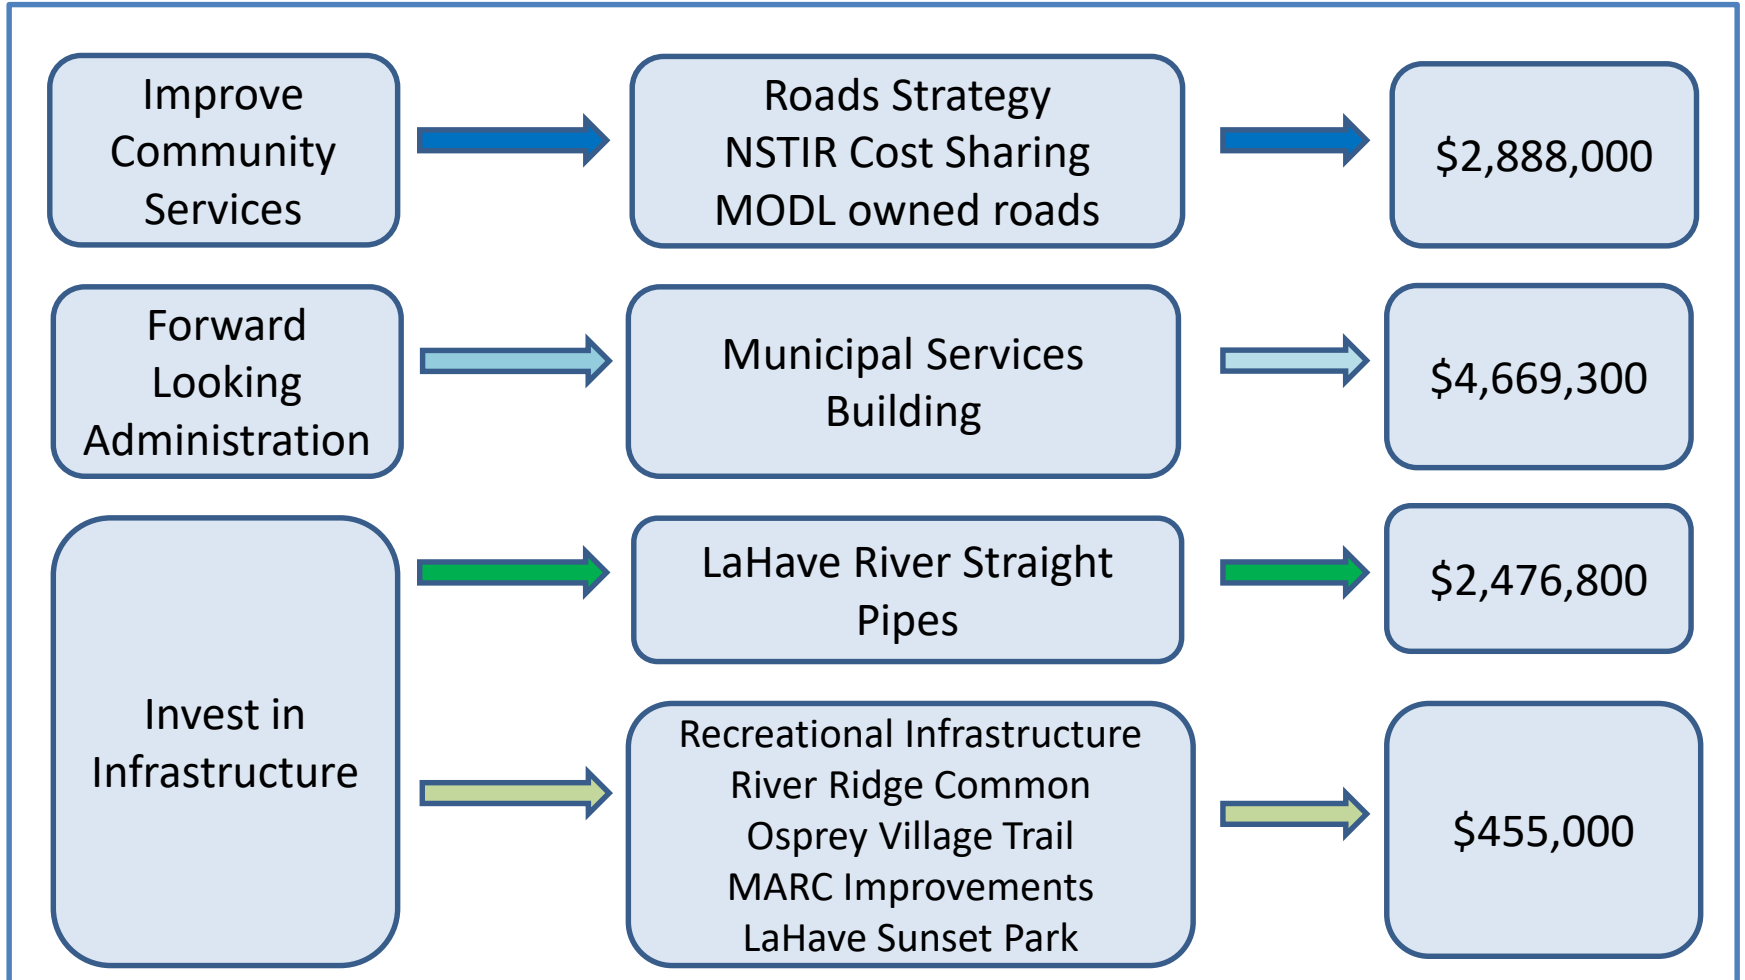 Improve
Community
Services
Roads Strategy
NSTIR Cost Sharing
MODL owned roads
$2,888,000
Forward
Looking
Administration
Municipal Services
Building
$4,669,300
Invest in
Infrastructure
LaHave River Straight
Pipes
$2,476,800
Recreational Infrastructure
River Ridge Common
Osprey Village Trail
MARC Improvements
LaHave Sunset Park
$455,000